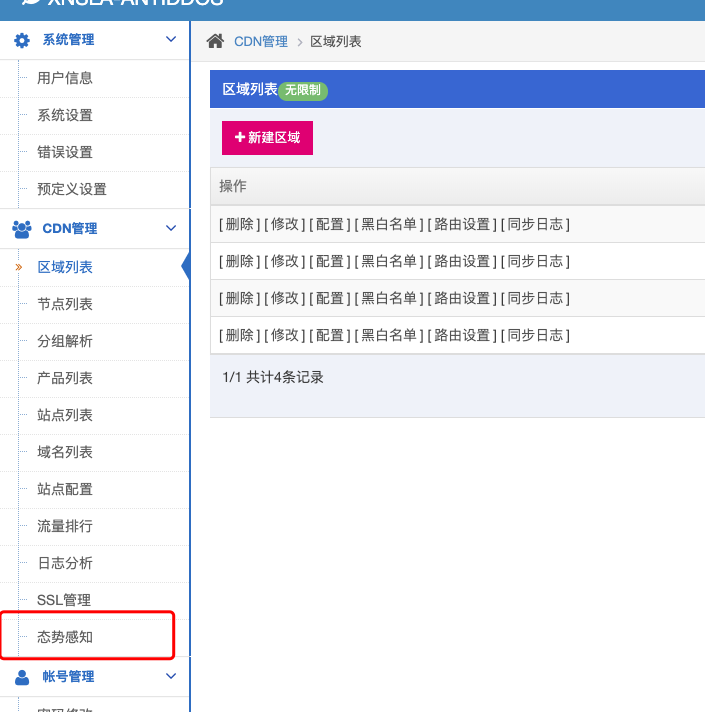 XNSEA-ANTIDDOS
系统管理
用户信息
系统设置
错误设置
预定义设置
CDN管理
区域列表
节点列表
分组解析
产品列表
站点列表
域名列表
站点配置
流量排行
日志分析
SSL管理
态势感知
帐号管理
CDN管理 > 区域列表
区域列表 无限制
+ 新建区域
操作
[ 删除 ] [ 修改 ] [ 配置 ] [ 黑白名单 ] [ 路由设置 ] [ 同步日志 ]
[ 删除 ] [ 修改 ] [ 配置 ] [ 黑白名单 ] [ 路由设置 ] [ 同步日志 ]
[ 删除 ] [ 修改 ] [ 配置 ] [ 黑白名单 ] [ 路由设置 ] [ 同步日志 ]
[ 删除 ] [ 修改 ] [ 配置 ] [ 黑白名单 ] [ 路由设置 ] [ 同步日志 ]
1/1 共计4条记录